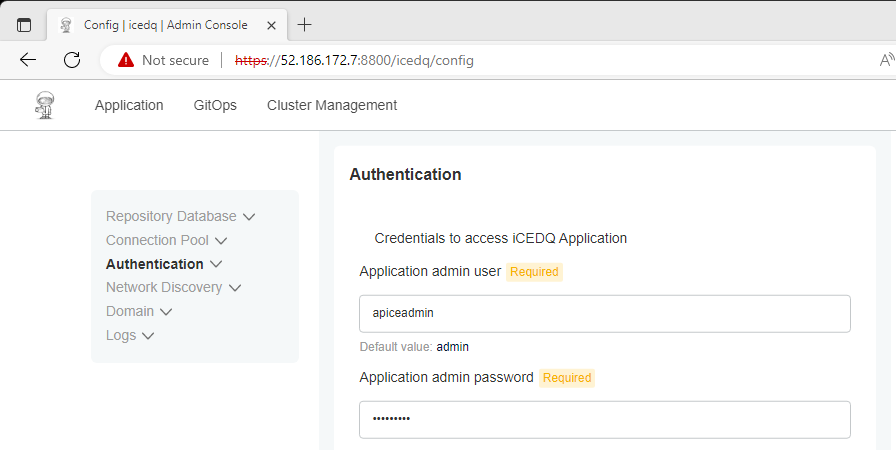 Config | icedq | Admin Console
Not secure https://52.186.172.7:8800/icedq/config
Application GitOps Cluster Management
Repository Database
Connection Pool
Authentication
Network Discovery
Domain
Logs
Authentication
Credentials to access iCEDQ Application
Application admin user Required
apiceadmin
Default value: admin
Application admin password Required
•••••••••